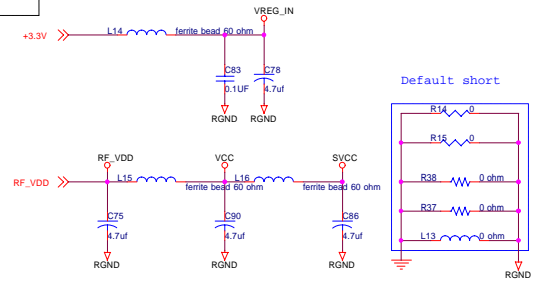 VREG_IN
+3.3V
L14
ferrite bead 60 ohm
C83
0.1UF
C78
4.7uf
RGND
RGND
Default short
R14
0
R15
0
R38
0 ohm
R37
0 ohm
L13
0 ohm
RGND
RF_VDD
VCC
SVCC
RF_VDD
L15
ferrite bead 60 ohm
L16
ferrite bead 60 ohm
C75
4.7uf
C90
4.7uf
C86
4.7uf
RGND
RGND
RGND